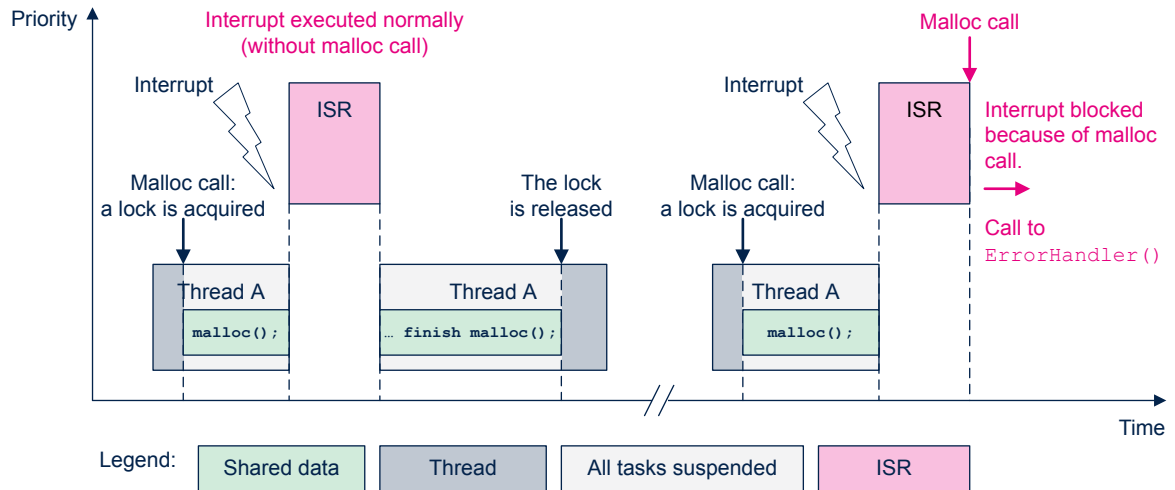 Priority
Interrupt executed normally
(without malloc call)
Malloc call
Interrupt
ISR
Interrupt
ISR
Interrupt blocked
because of malloc
call.
Malloc call:
a lock is acquired
The lock
is released
Malloc call:
a lock is acquired
Call to
ErrorHandler()
Thread A
Thread A
Thread A
malloc();
… finish malloc();
malloc();
Time
Legend:
Shared data
Thread
All tasks suspended
ISR